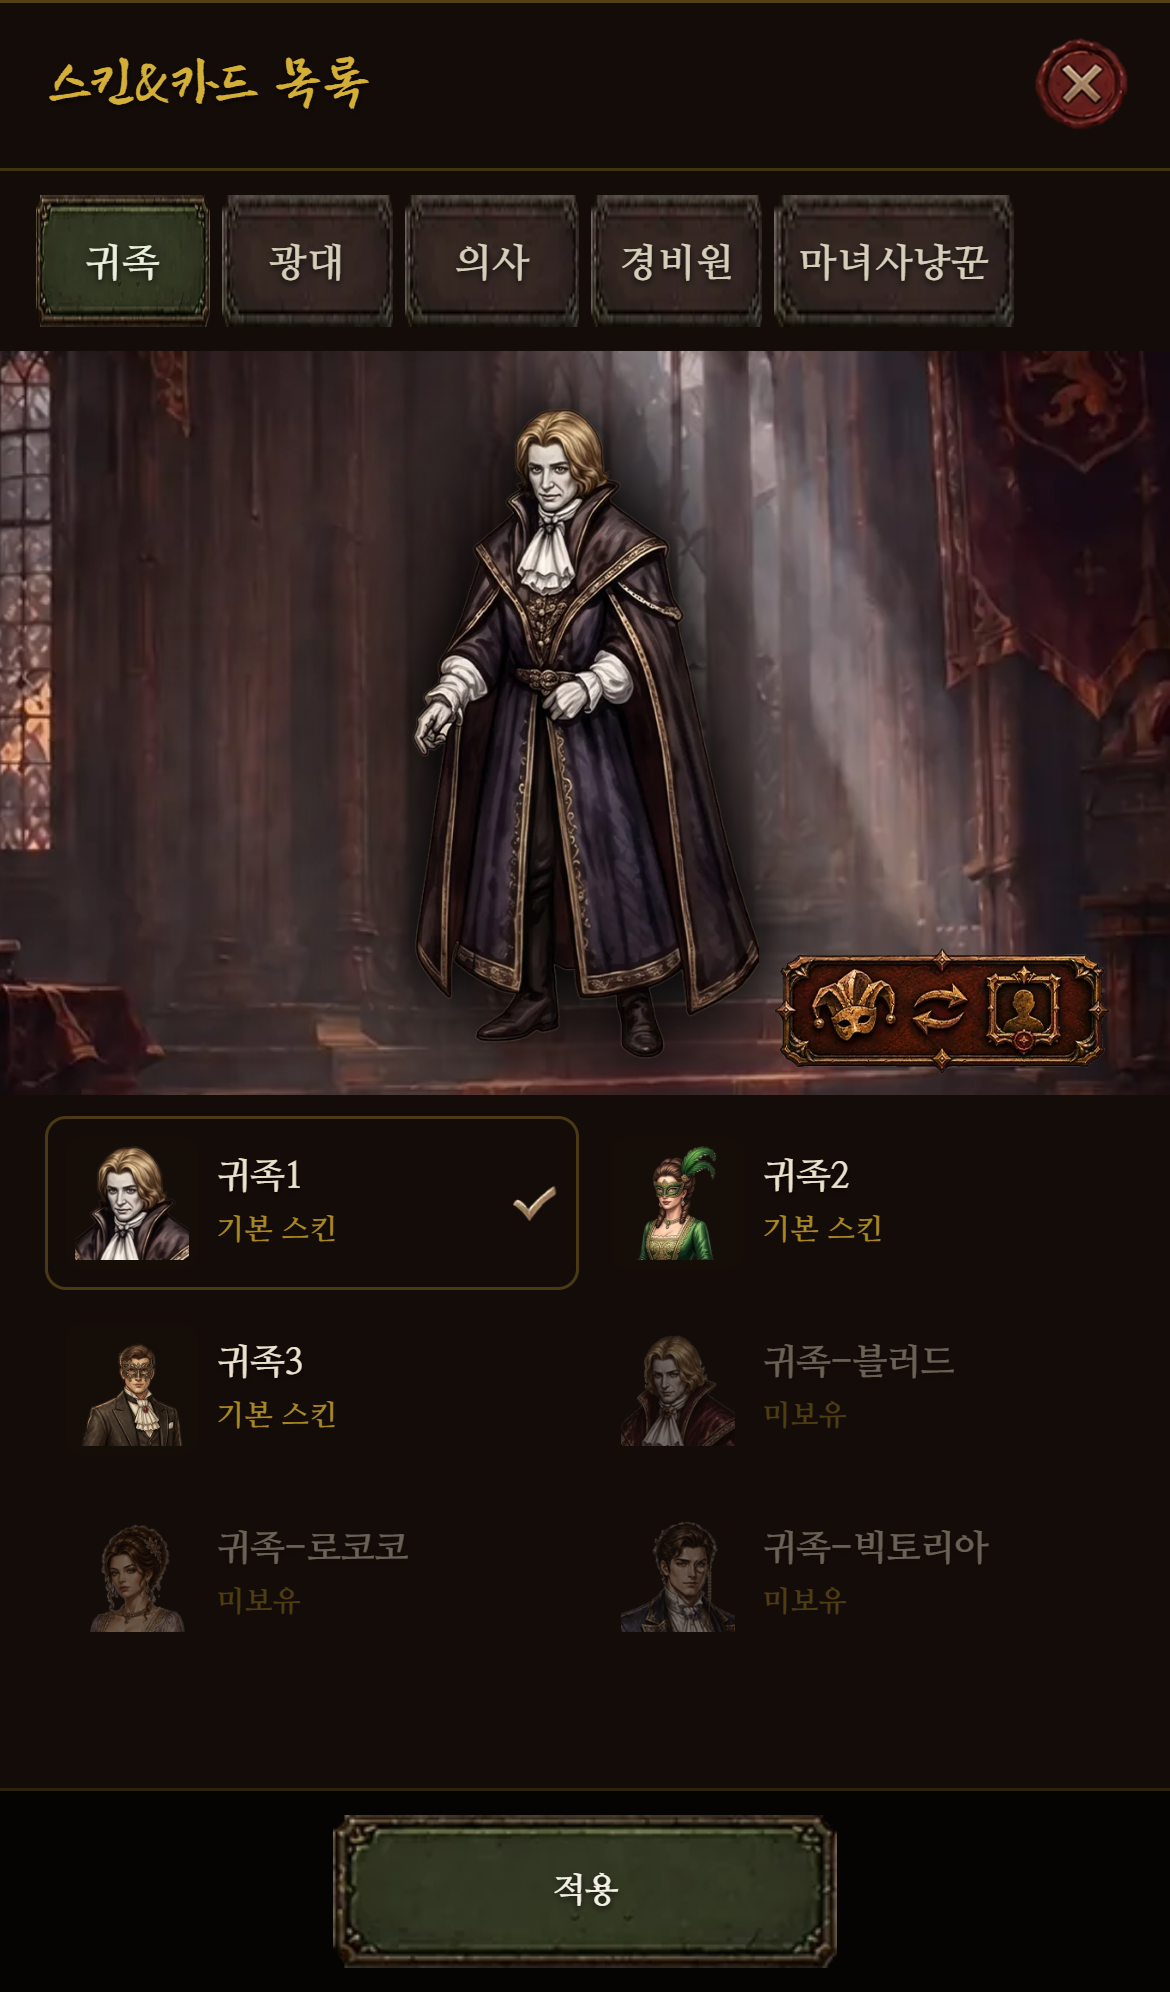 스킨&카드 목록
귀족
광대
의사
경비원
마녀사냥꾼
귀족1
기본 스킨
귀족2
기본 스킨
귀족3
기본 스킨
귀족-블러드
미보유
귀족-로코코
미보유
귀족-빅토리아
미보유
적용